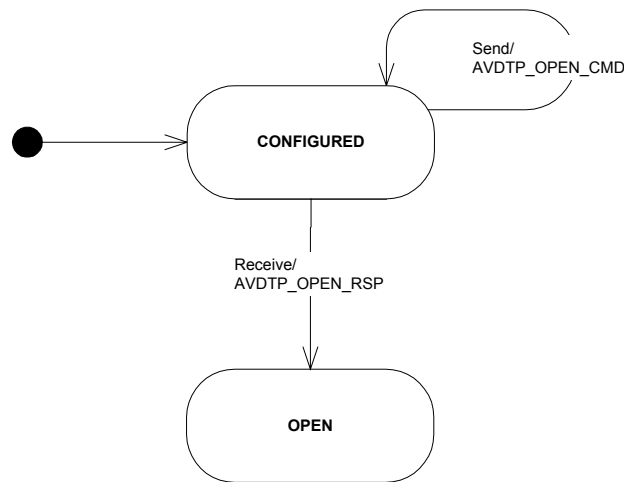 Send/
AVDTP_OPEN_CMD
CONFIGURED
Receive/
AVDTP_OPEN_RSP
OPEN